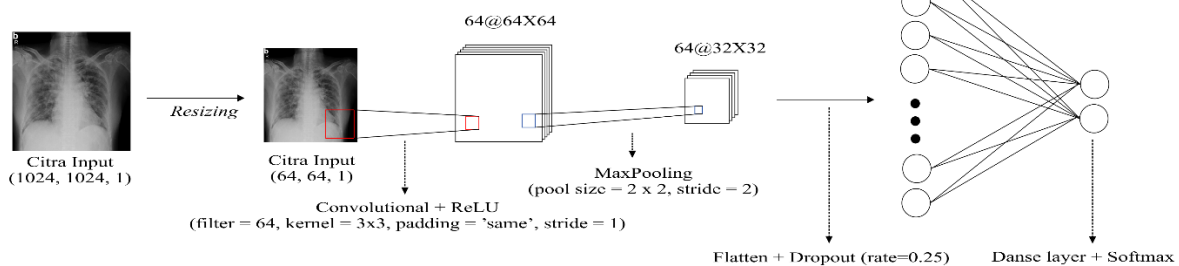 64@64X64
64@32X32
b
b
Resizing
Citra Input
(1024, 1024, 1)
Citra Input
(64, 64, 1)
MaxPooling
(pool size = 2 x 2, stride = 2)
Convolutional + ReLU
(filter = 64, kernel = 3x3, padding = 'same', stride = 1)
Flatten + Dropout (rate=0.25)
Danse layer + Softmax